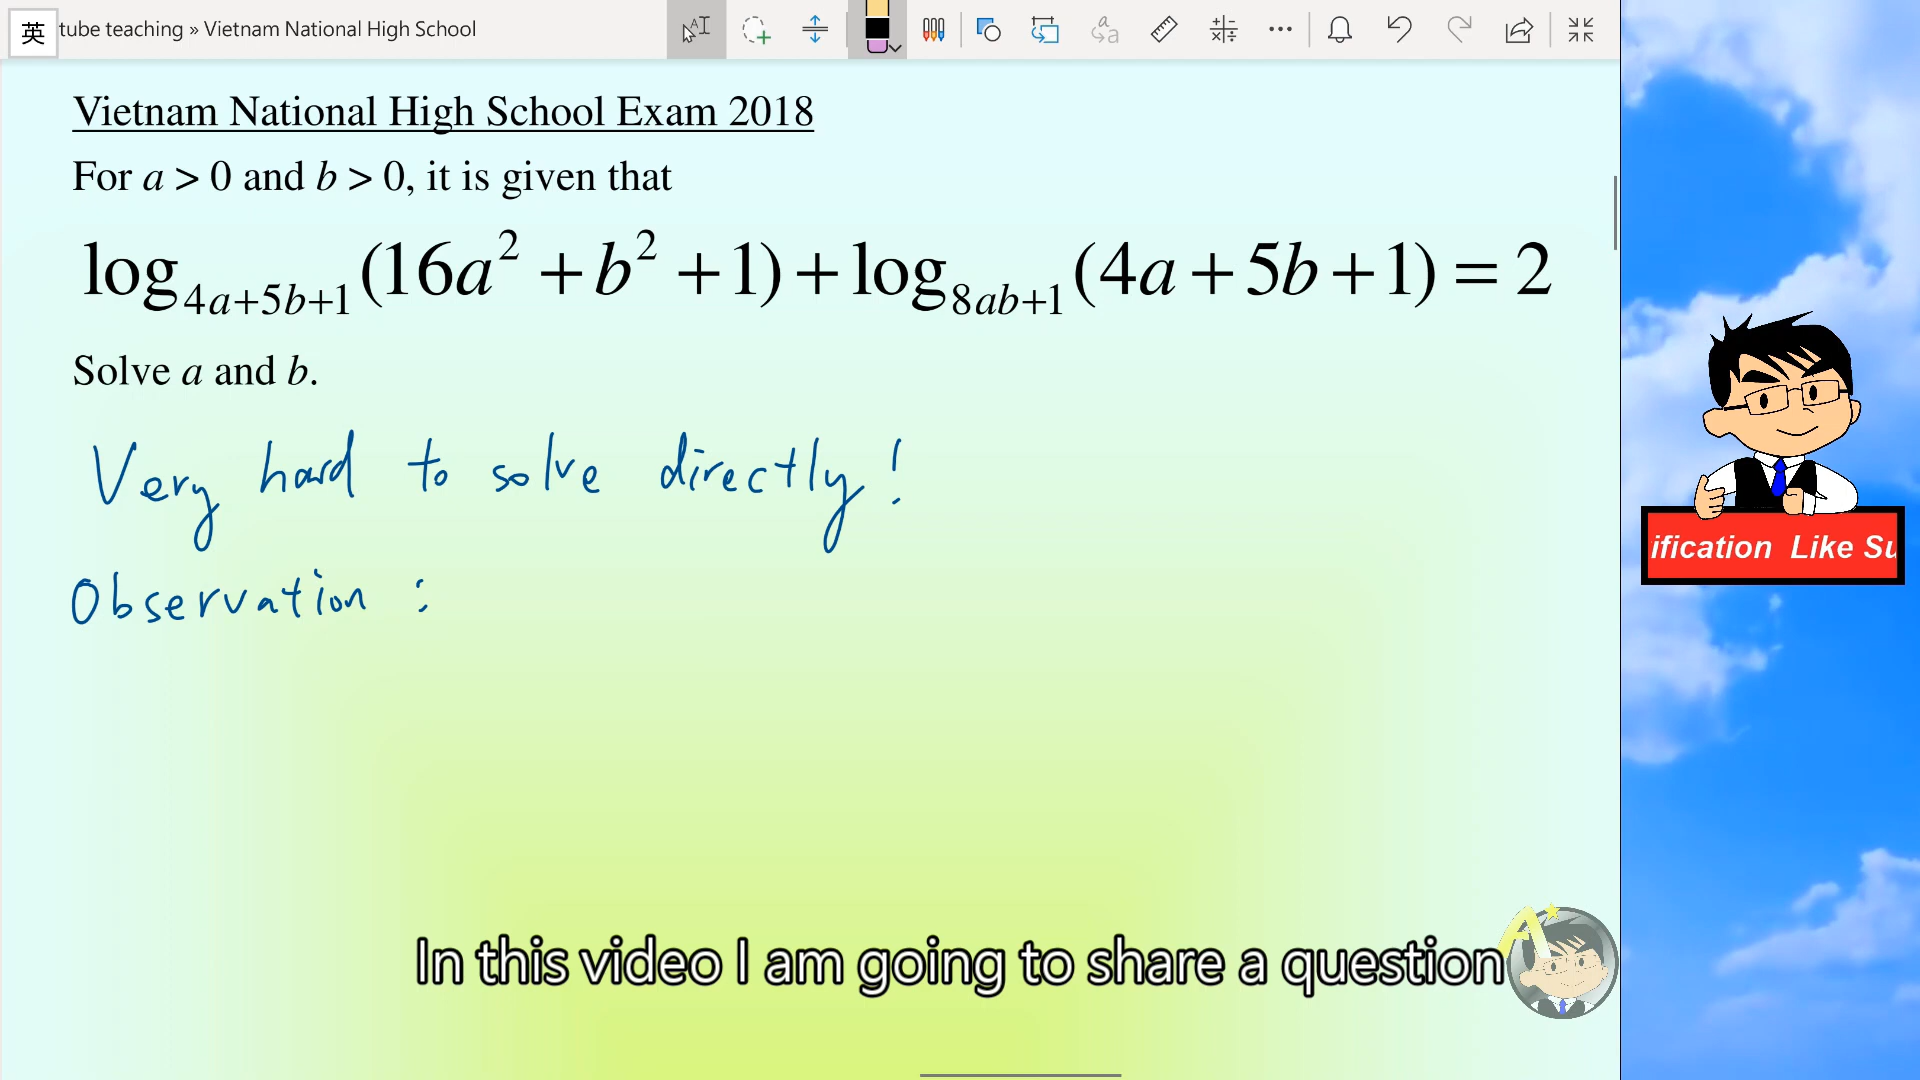 英
tube teaching » Vietnam National High School
Vietnam National High School Exam 2018
For a > 0 and b > 0, it is given that
log₄ₐ₊₅b₊₁(16a² + b² + 1) + log₈ₐb₊₁(4a + 5b + 1) = 2
Solve a and b.
Very hard to solve directly!
Observation :
ification Like Su
In this video I am going to share a question
A